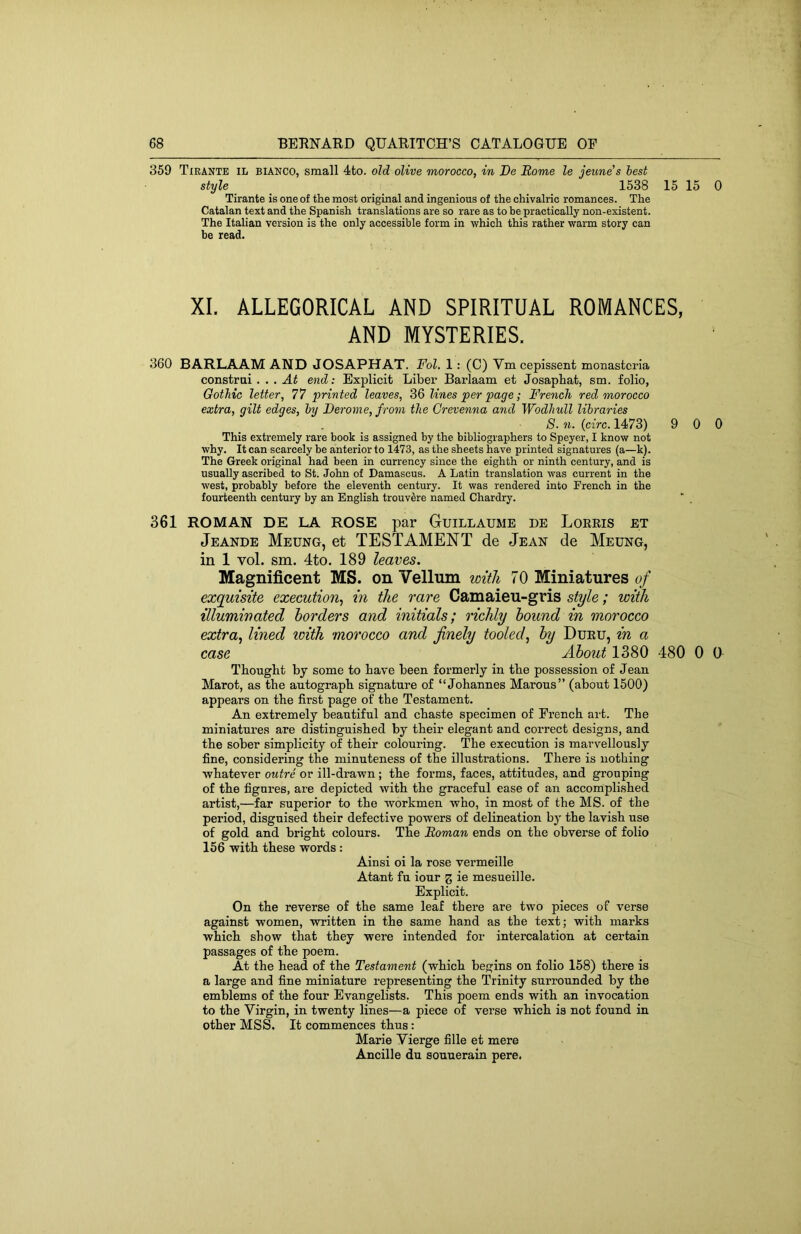 68 BERNARD QUARITCH'S CATALOGUE OF
359 TIRANTE IL BIANCO, small 4to. old olive morocco, in De Rome le jeune's best
style 1538 15 15 0
Tirante is one of the most original and ingenious of the chivalric romances. The
Catalan text and the Spanish translations are so rare as to be practically non-existent.
The Italian version is the only accessible form in which this rather warm story can
be read.
XI. ALLEGORICAL AND SPIRITUAL ROMANCES,
AND MYSTERIES.
360 BARLAAM AND JOSAPHAT. Fol. 1: (C) Vm cepissent monasteria
construi . . . At end: Explicit Liber Barlaam et Josaphat, sm. folio,
Gothic letter, 77 printed leaves, 36 lines per page; French red morocco
extra, gilt edges, by Derome, from the Crevenna and Wodhull libraries
S. n. (circ. 1473) 9 0 0
This extremely rare book is assigned by the bibliographers to Speyer, I know not
why. It can scarcely be anterior to 1473, as the sheets have printed signatures (a—k).
The Greek original had been in currency since the eighth or ninth century, and is
usually ascribed to St. John of Damascus. A Latin translation was current in the
west, probably before the eleventh century. It was rendered into French in the
fourteenth century by an English trouvère named Chardry.
361 ROMAN DE LA ROSE par GUILLAUME DE LORRIS ET
JEANDE MEUNG, et TESTAMENT de JEAN de MEUNG,
in 1 vol. sm. 4to. 189 leaves.
Magnificent MS. on Vellum with 70 Miniatures of
exquisite execution, in the rare Camaieu-gris style; with
illuminated borders and initials; richly bound in morocco
extra, lined with morocco and finely tooled, by DURU, in a
case About 1380 480 0 0
Thought by some to have been formerly in the possession of Jean
Marot, as the autograph signature of "Johannes Marous" (about 1500)
appears on the first page of the Testament.
An extremely beautiful and chaste specimen of French art. The
miniatures are distinguished by their elegant and correct designs, and
the sober simplicity of their colouring. The execution is marvellously
fine, considering the minuteness of the illustrations. There is nothing
whatever outré or ill-drawn; the forms, faces, attitudes, and grouping
of the figures, are depicted with the graceful ease of an accomplished
artist,—far superior to the workmen who, in most of the MS. of the
period, disguised their defective powers of delineation by the lavish use
of gold and bright colours. The Roman ends on the obverse of folio
156 with these words:
Ainsi oi la rose vermeille
Atant fu iour ꝫ ie mesueille.
Explicit.
On the reverse of the same leaf there are two pieces of verse
against women, written in the same hand as the text; with marks
which show that they were intended for intercalation at certain
passages of the poem.
At the head of the Testament (which begins on folio 158) there is
a large and fine miniature representing the Trinity surrounded by the
emblems of the four Evangelists. This poem ends with an invocation
to the Virgin, in twenty lines—a piece of verse which is not found in
other MSS. It commences thus:
Marie Vierge fille et mere
Ancille du souuerain pere.